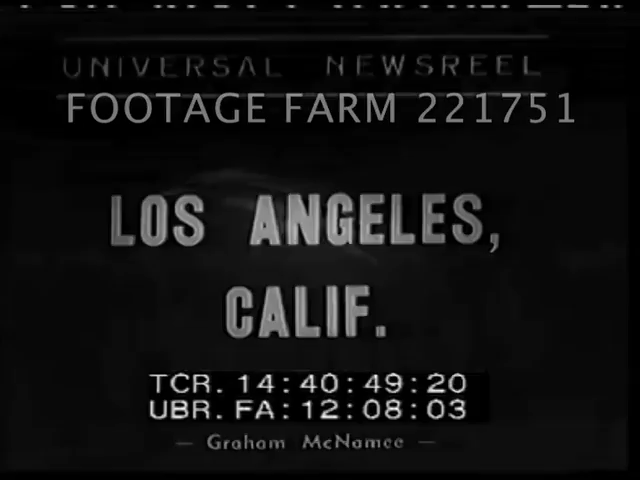 UNIVERSAL NEWSREEL
FOOTAGE FARM 221751
LOS ANGELES,
CALIF.
TCR. 14:40:49:20
UBR. FA:12:08:03
— Graham McNamee —